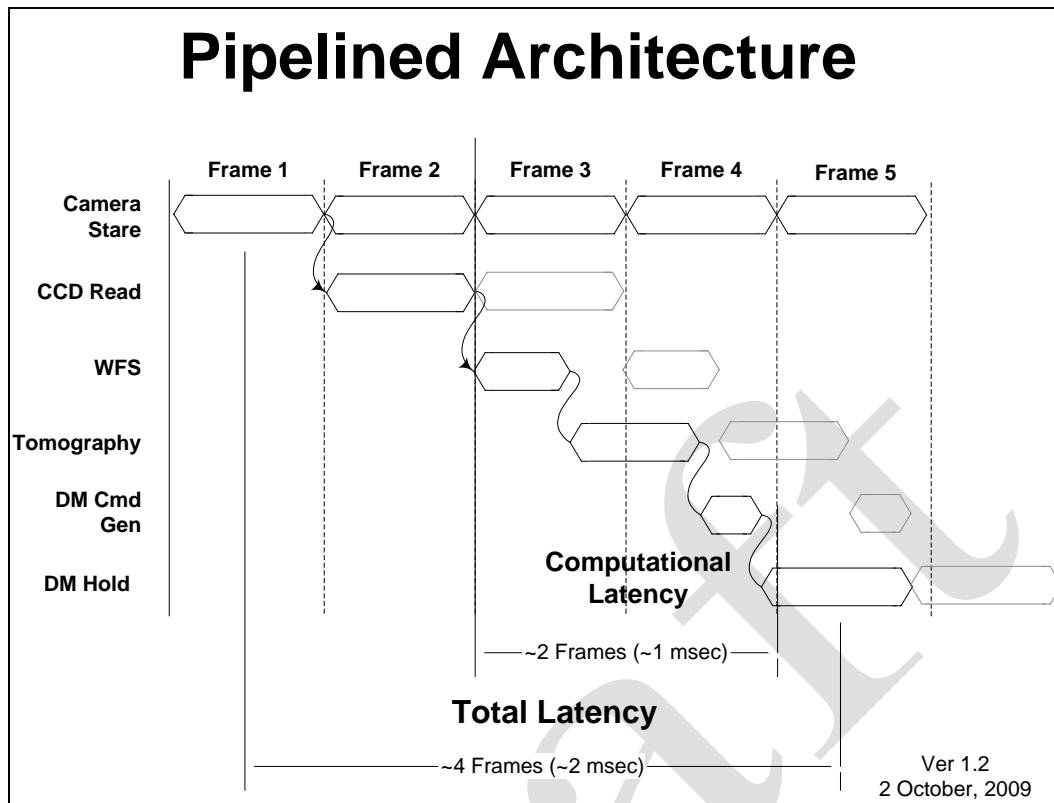 Pipelined Architecture
Frame 1
Frame 2
Frame 3
Frame 4
Frame 5
Camera
Stare
CCD Read
WFS
Tomography
DM Cmd
Gen
DM Hold
Computational
Latency
~2 Frames (~1 msec)
Total Latency
~4 Frames (~2 msec)
Ver 1.2
2 October, 2009
aft